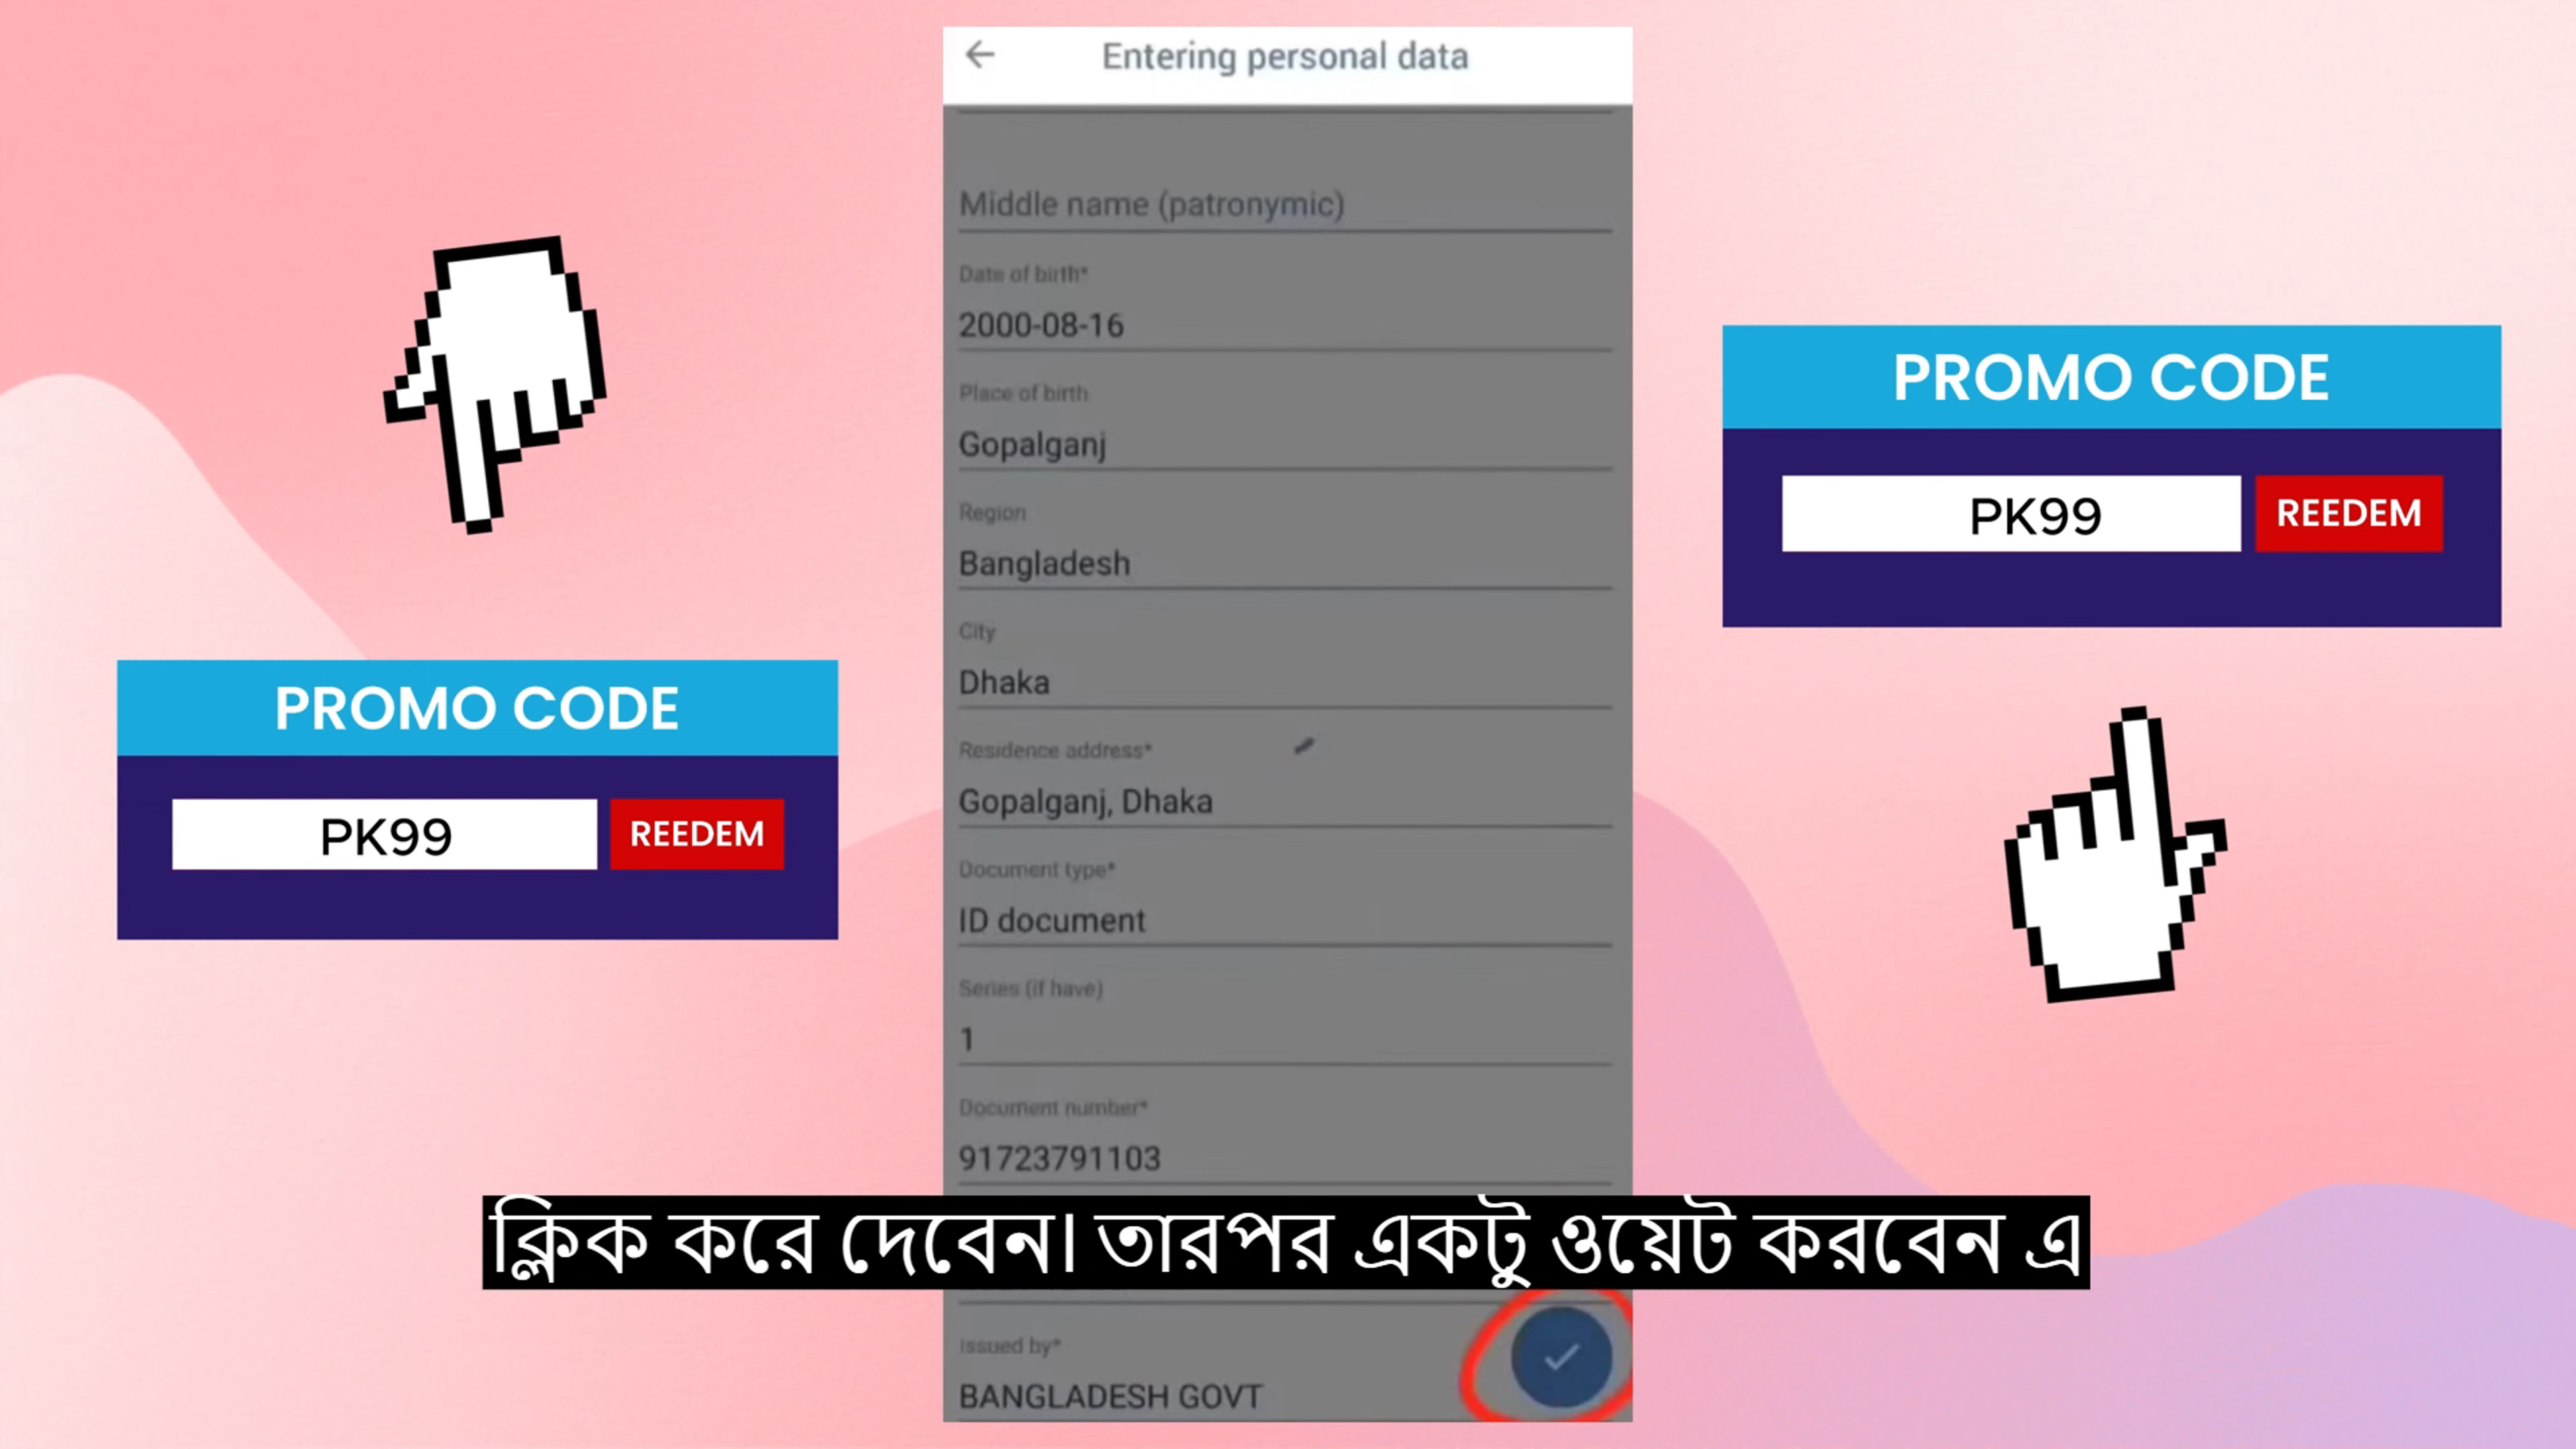 Entering personal data
Middle name (patronymic)
Date of birth*
2000-08-16
Place of birth
Gopalganj
Region
Bangladesh
City
Dhaka
Residence address*
Gopalganj, Dhaka
Document type*
ID document
Series (if have)
1
Document number*
91723791103
Issued by*
BANGLADESH GOVT
PROMO CODE
PK99 REEDEM
PROMO CODE
PK99 REEDEM
ক্লিক করে দেবেন। তারপর একটু ওয়েট করবেন এ